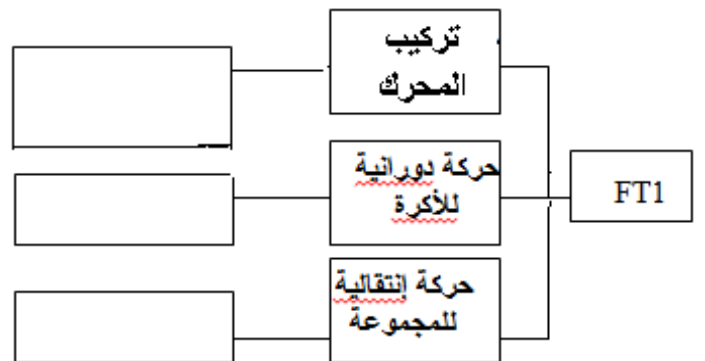 تركيب
المحرك
حركة دورانية
للأكرة
FT1
حركة إنتقالية
للمجموعة